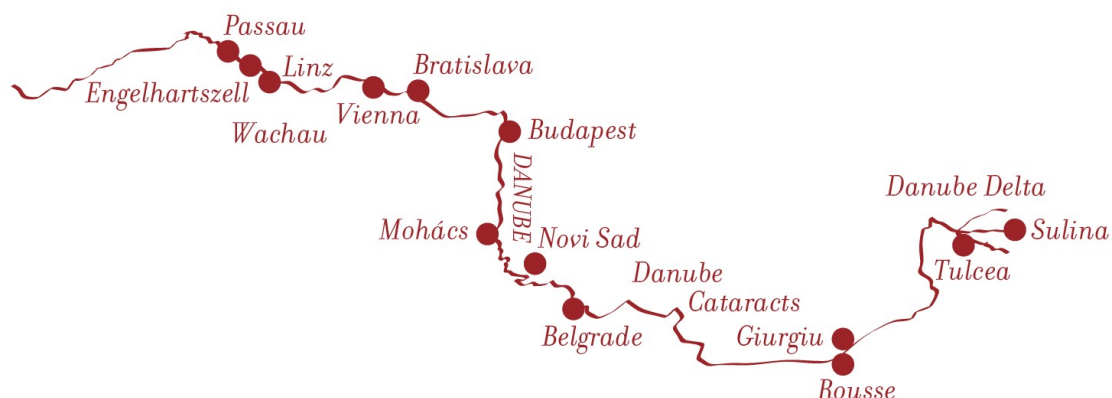 Passau
Linz
Bratislava
Engelhartszell
Vienna
Wachau
Budapest
DANUBE
Danube Delta
Mohács
Novi Sad
Sulina
Tulcea
Danube
Cataracts
Belgrade
Giurgiu
Rousse